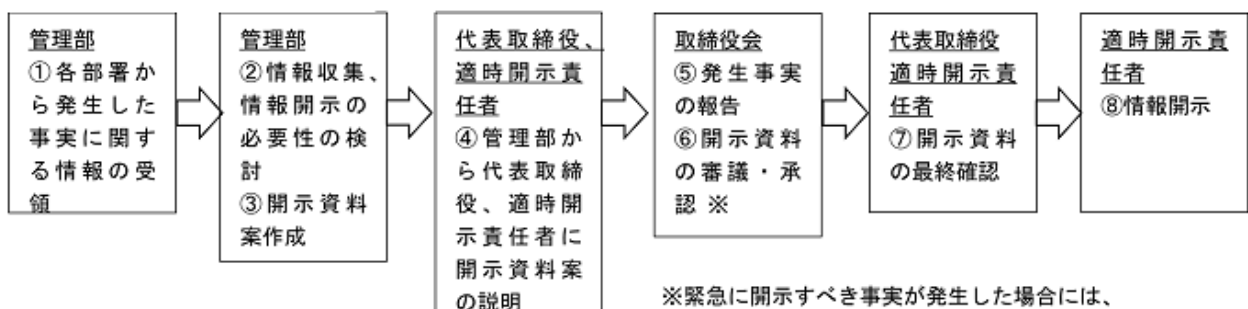 管理部
①各部署か
ら発生した
事実に関す
る情報の受
領
管理部
②情報収集、
情報開示の
必要性の検
討
③開示資料
案作成
代表取締役、
適時開示責
任者
④管理部か
ら代表取締
役、適時開
示責任者に
開示資料案
の説明
取締役会
⑤発生事実
の報告
⑥開示資料
の審議・承
認 ※
代表取締役
適時開示責
任者
⑦開示資料
の最終確認
適時開示責
任者
⑧情報開示
※緊急に開示すべき事実が発生した場合には、